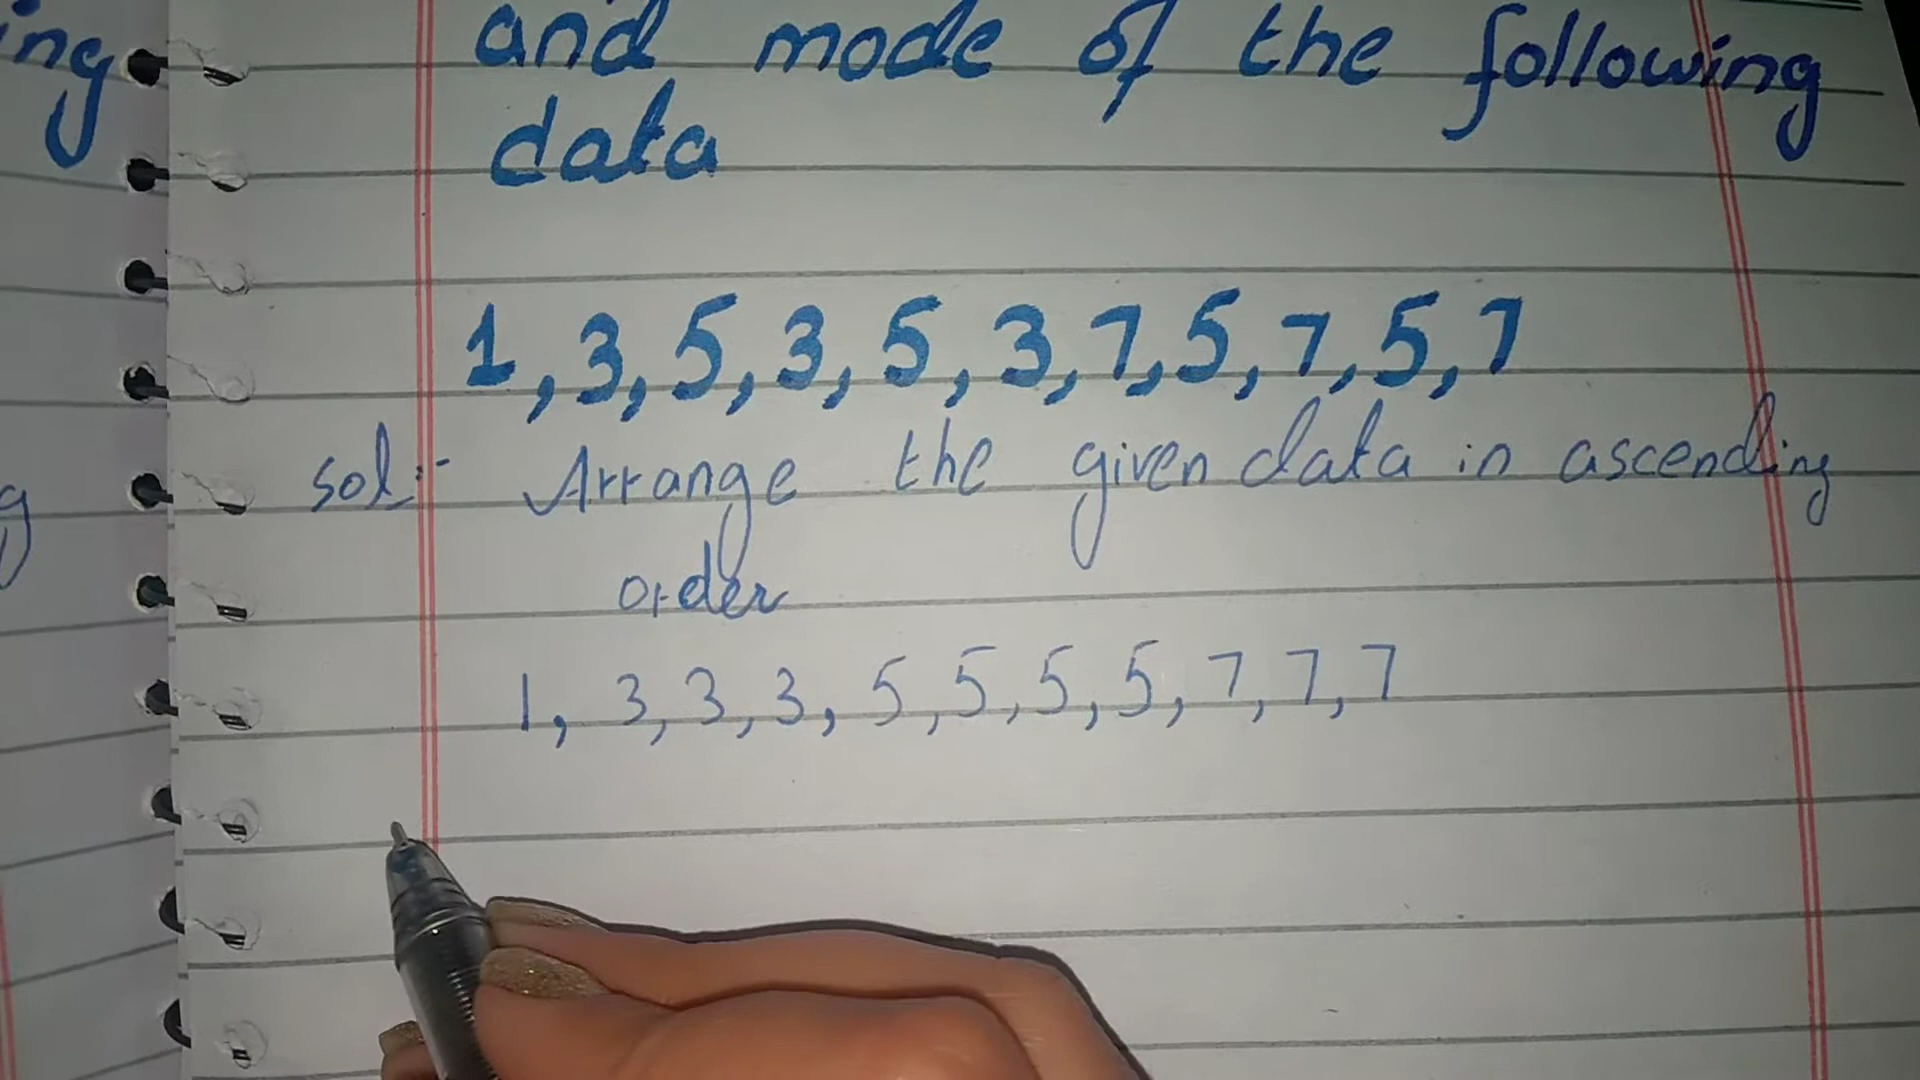 ing
and mode of the following
data
1, 3, 5, 3, 5, 3, 7, 5, 7, 5, 7
sol:- Arrange the given data in ascending
order
1, 3, 3, 3, 5, 5, 5, 5, 7, 7, 7
g